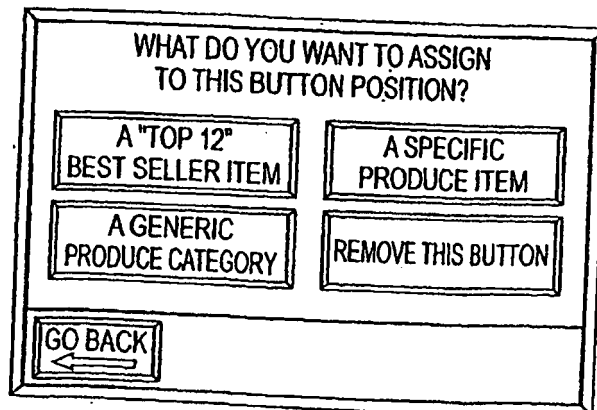 WHAT DO YOU WANT TO ASSIGN
TO THIS BUTTON POSITION?
A "TOP 12"
BEST SELLER ITEM
A SPECIFIC
PRODUCE ITEM
A GENERIC
PRODUCE CATEGORY
REMOVE THIS BUTTON
GO BACK